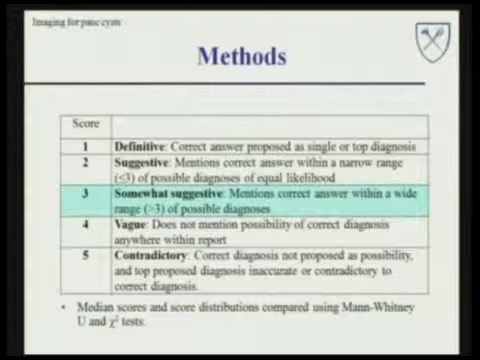 Imaging for panc cysts
Methods
Score
1 Definitive: Correct answer proposed as single or top diagnosis
2 Suggestive: Mentions correct answer within a narrow range
(≤3) of possible diagnoses of equal likelihood
3 Somewhat suggestive: Mentions correct answer within a wide
range (>3) of possible diagnoses
4 Vague: Does not mention possibility of correct diagnosis
anywhere within report
5 Contradictory: Correct diagnosis not proposed as possibility,
and top proposed diagnosis inaccurate or contradictory to
correct diagnosis.
• Median scores and score distributions compared using Mann-Whitney
U and χ² tests.